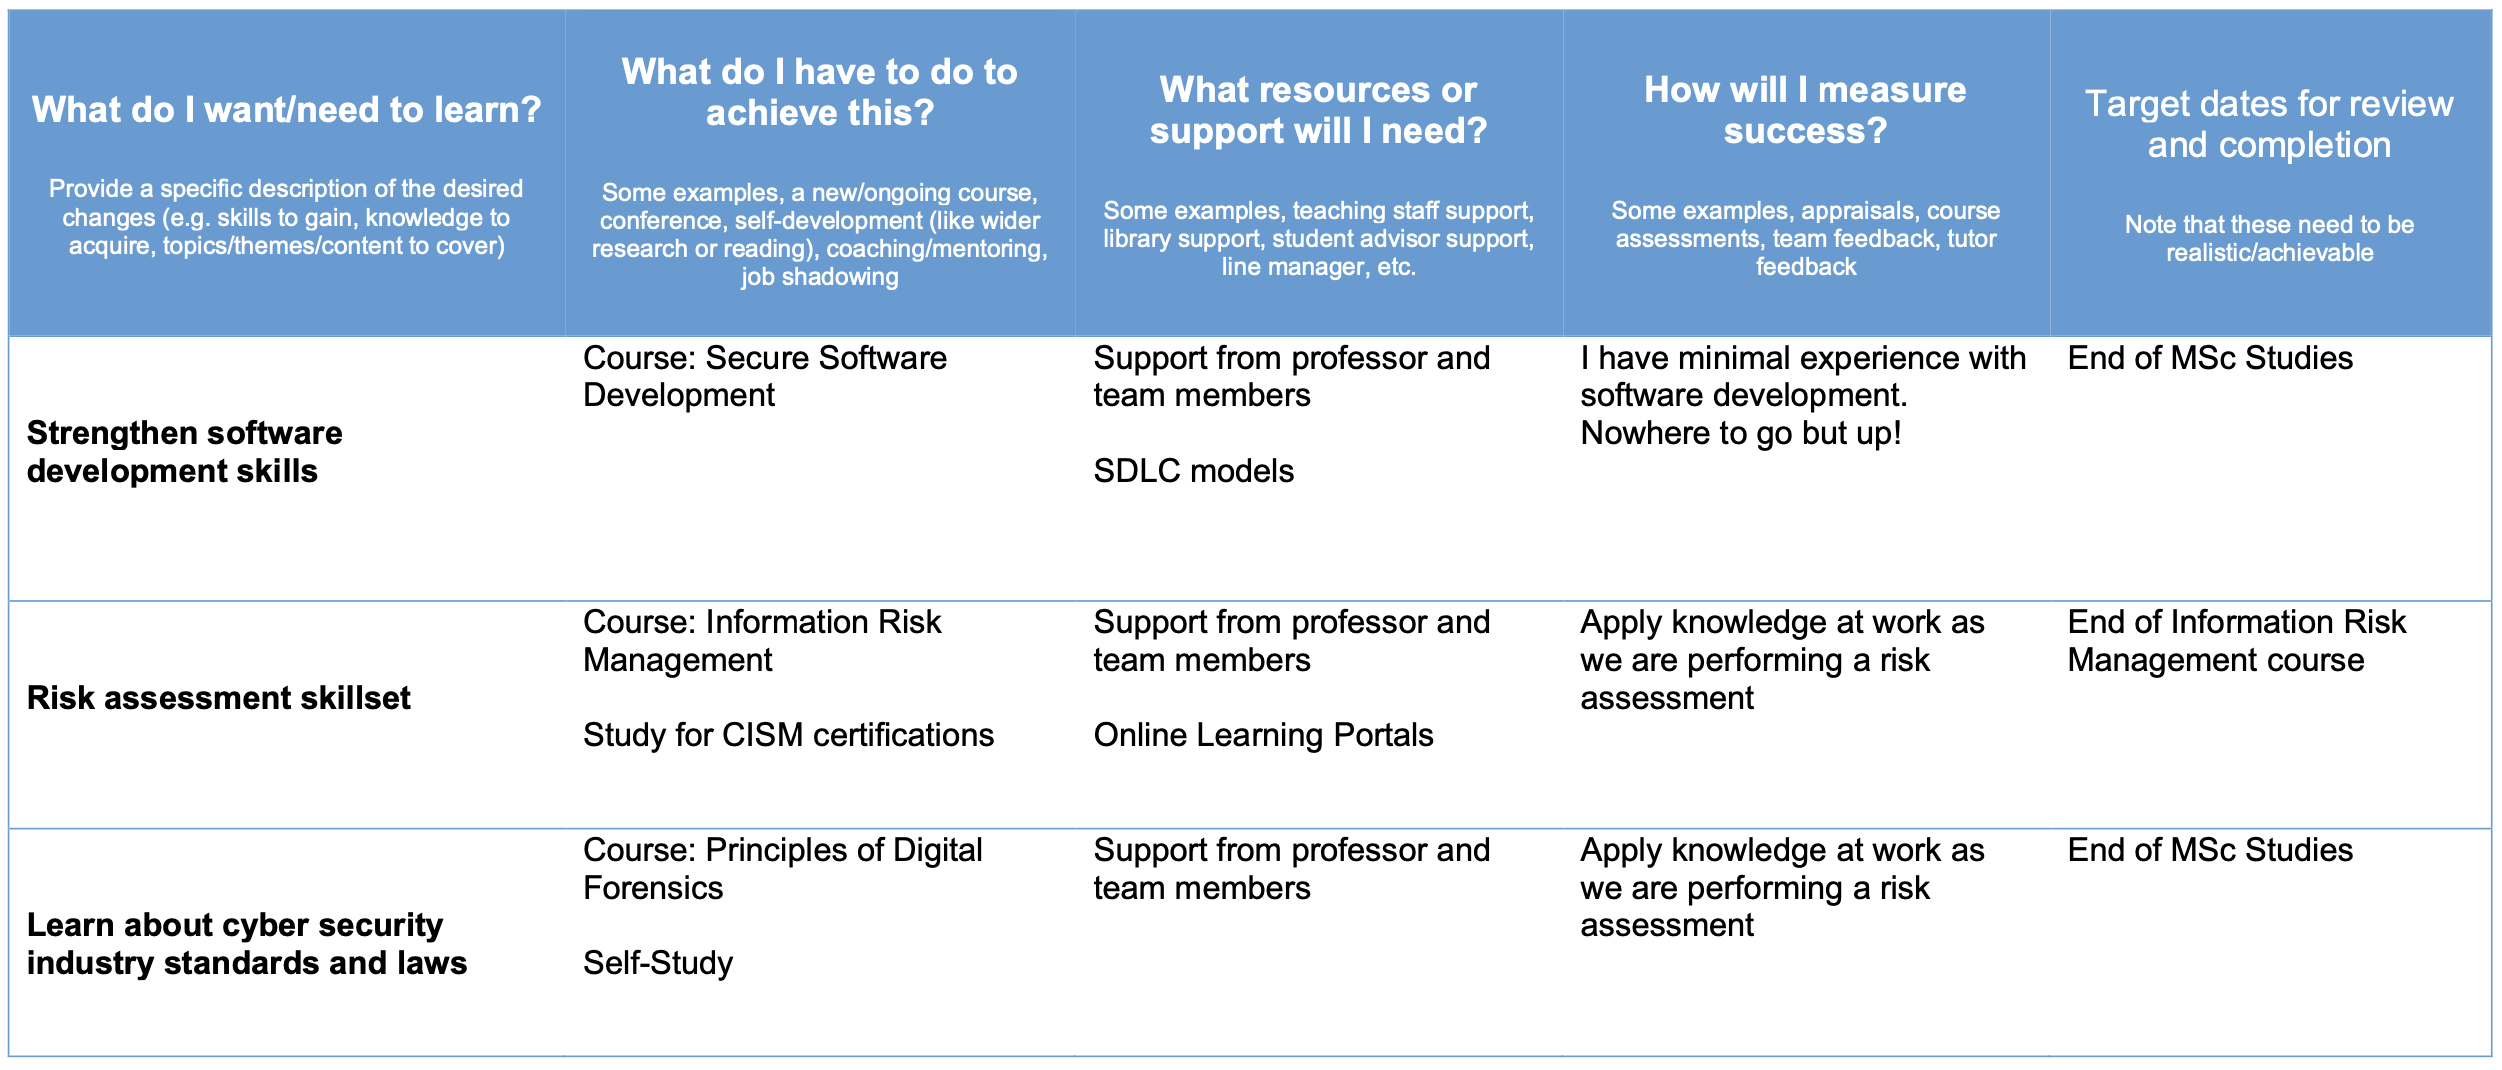 What do I want/need to learn?
Provide a specific description of the desired
changes (e.g. skills to gain, knowledge to
acquire, topics/themes/content to cover)
What do I have to do to
achieve this?
Some examples, a new/ongoing course,
conference, self-development (like wider
research or reading), coaching/mentoring,
job shadowing
What resources or
support will I need?
Some examples, teaching staff support,
library support, student advisor support,
line manager, etc.
How will I measure
success?
Some examples, appraisals, course
assessments, team feedback, tutor
feedback
Target dates for review
and completion
Note that these need to be
realistic/achievable
Strengthen software
development skills
Course: Secure Software
Development
Support from professor and
team members
SDLC models
I have minimal experience with
software development.
Nowhere to go but up!
End of MSc Studies
Risk assessment skillset
Course: Information Risk
Management
Study for CISM certifications
Support from professor and
team members
Online Learning Portals
Apply knowledge at work as
we are performing a risk
assessment
End of Information Risk
Management course
Learn about cyber security
industry standards and laws
Course: Principles of Digital
Forensics
Self-Study
Support from professor and
team members
Apply knowledge at work as
we are performing a risk
assessment
End of MSc Studies